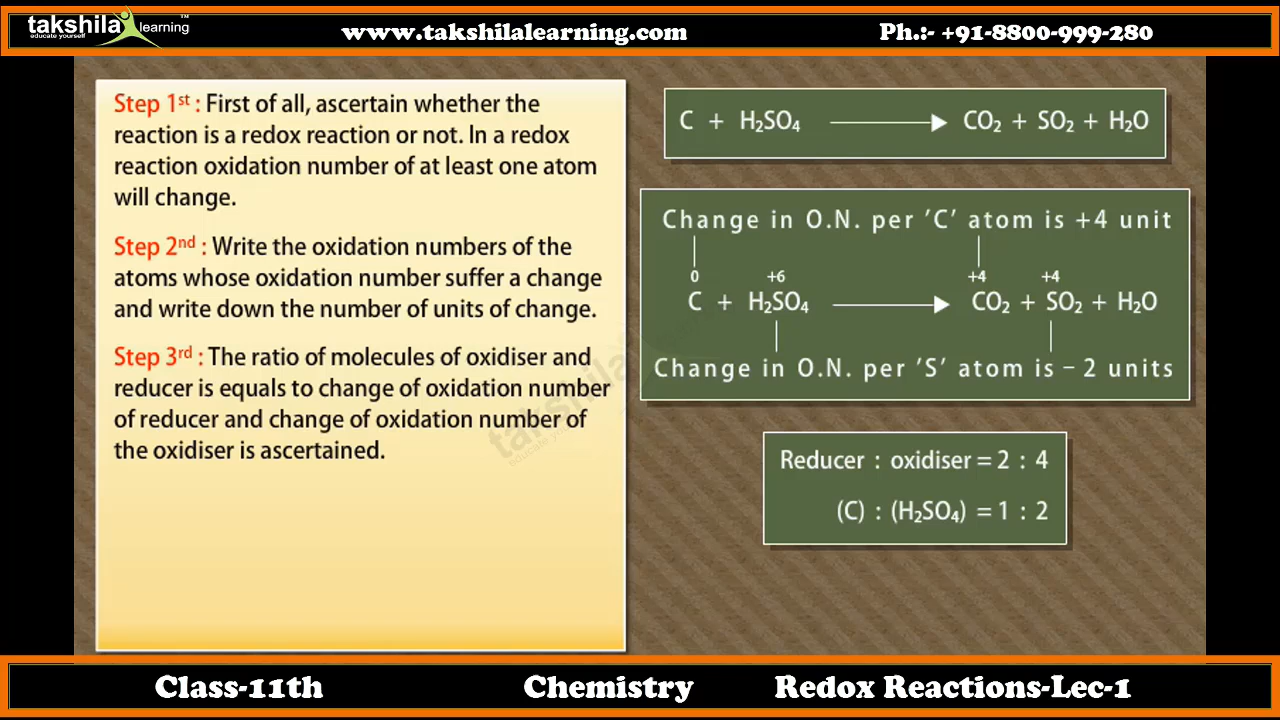 takshila learning™
educate yourself
www.takshilalearning.com
Ph.:- +91-8800-999-280
Step 1st : First of all, ascertain whether the
reaction is a redox reaction or not. In a redox
reaction oxidation number of at least one atom
will change.
Step 2nd : Write the oxidation numbers of the
atoms whose oxidation number suffer a change
and write down the number of units of change.
Step 3rd : The ratio of molecules of oxidiser and
reducer is equals to change of oxidation number
of reducer and change of oxidation number of
the oxidiser is ascertained.
C + H₂SO₄ ⟶ CO₂ + SO₂ + H₂O
Change in O.N. per 'C' atom is +4 unit
0 +6 +4 +4
C + H₂SO₄ ⟶ CO₂ + SO₂ + H₂O
Change in O.N. per 'S' atom is – 2 units
Reducer : oxidiser = 2 : 4
(C) : (H₂SO₄) = 1 : 2
takshila
educate yourself
Class-11th
Chemistry
Redox Reactions-Lec-1